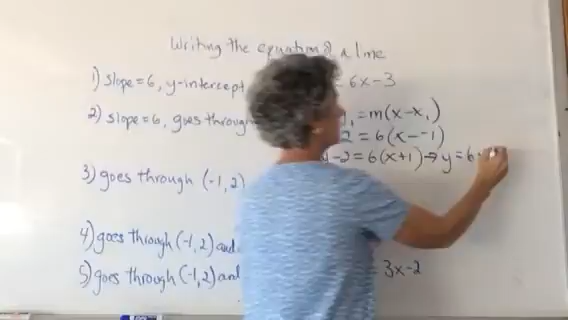 Writing the equation of a line
1) slope=6, y-intercept 6x-3
2) slope=6, goes through = m(x-x₁)
2 = 6(x--1)
-2=6(x+1)→y=6
3) goes through (-1,2)
4) goes through (-1,2) and
5) goes through (-1,2) and = 3x-2